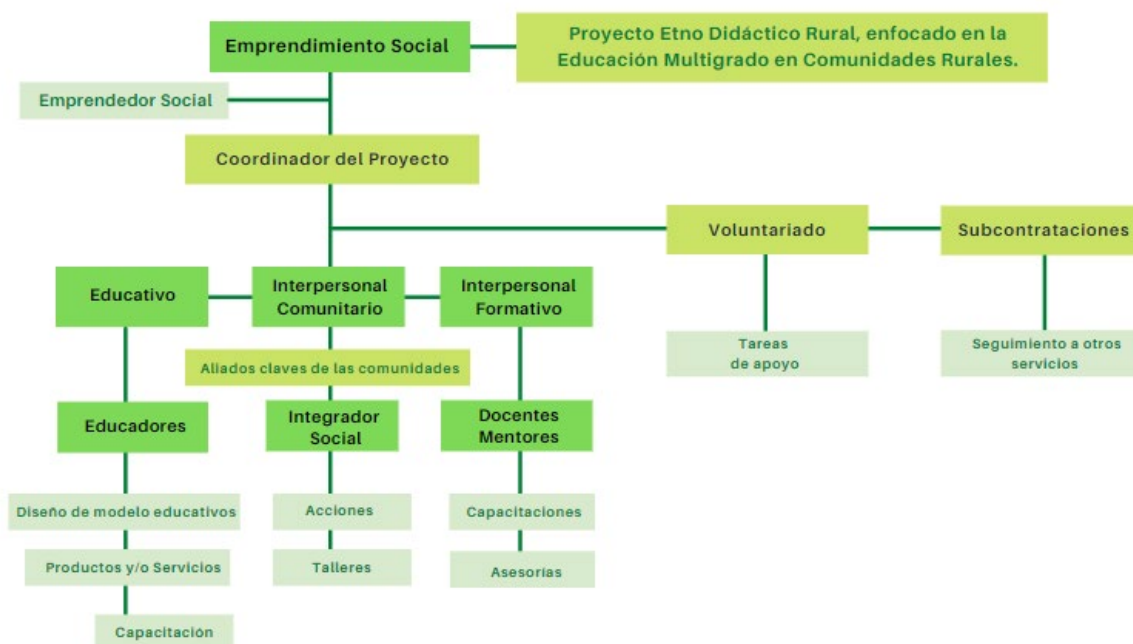 Emprendimiento Social
Proyecto Etno Didáctico Rural, enfocado en la
Educación Multigrado en Comunidades Rurales.
Emprendedor Social
Coordinador del Proyecto
Voluntariado
Subcontrataciones
Educativo
Interpersonal
Comunitario
Interpersonal
Formativo
Tareas
de apoyo
Seguimiento a otros
servicios
Aliados claves de las comunidades
Educadores
Integrador
Social
Docentes
Mentores
Diseño de modelo educativos
Acciones
Capacitaciones
Productos y/o Servicios
Talleres
Asesorías
Capacitación